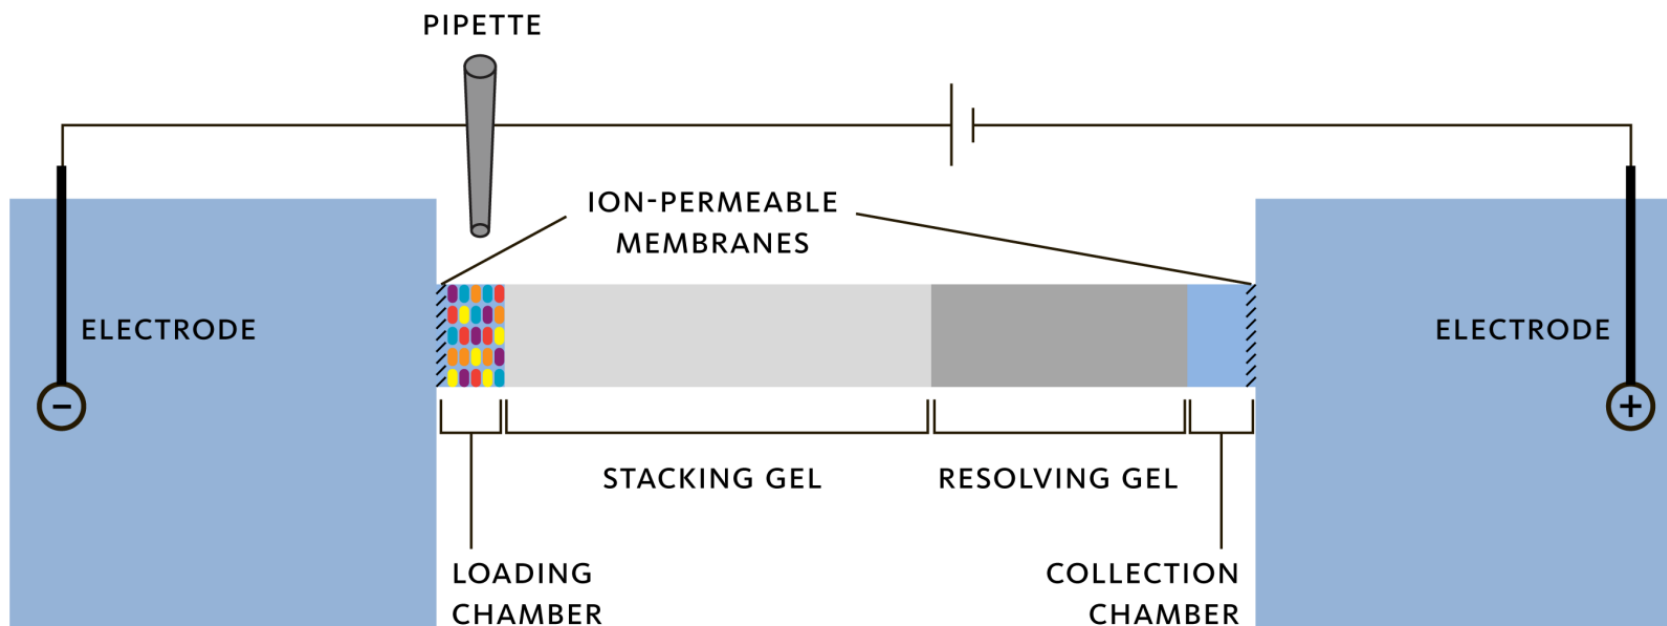 PIPETTE
ION-PERMEABLE
MEMBRANES
ELECTRODE
ELECTRODE
−
+
STACKING GEL
RESOLVING GEL
LOADING
CHAMBER
COLLECTION
CHAMBER